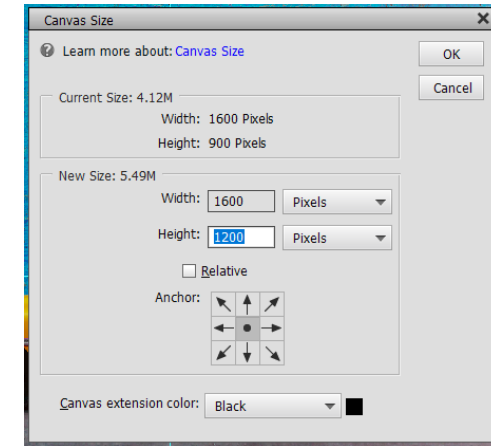 Canvas Size
Learn more about: Canvas Size
OK
Cancel
Current Size: 4.12M
Width: 1600 Pixels
Height: 900 Pixels
New Size: 5.49M
Width: 1600 Pixels
Height: 1200 Pixels
Relative
Anchor:
Canvas extension color: Black